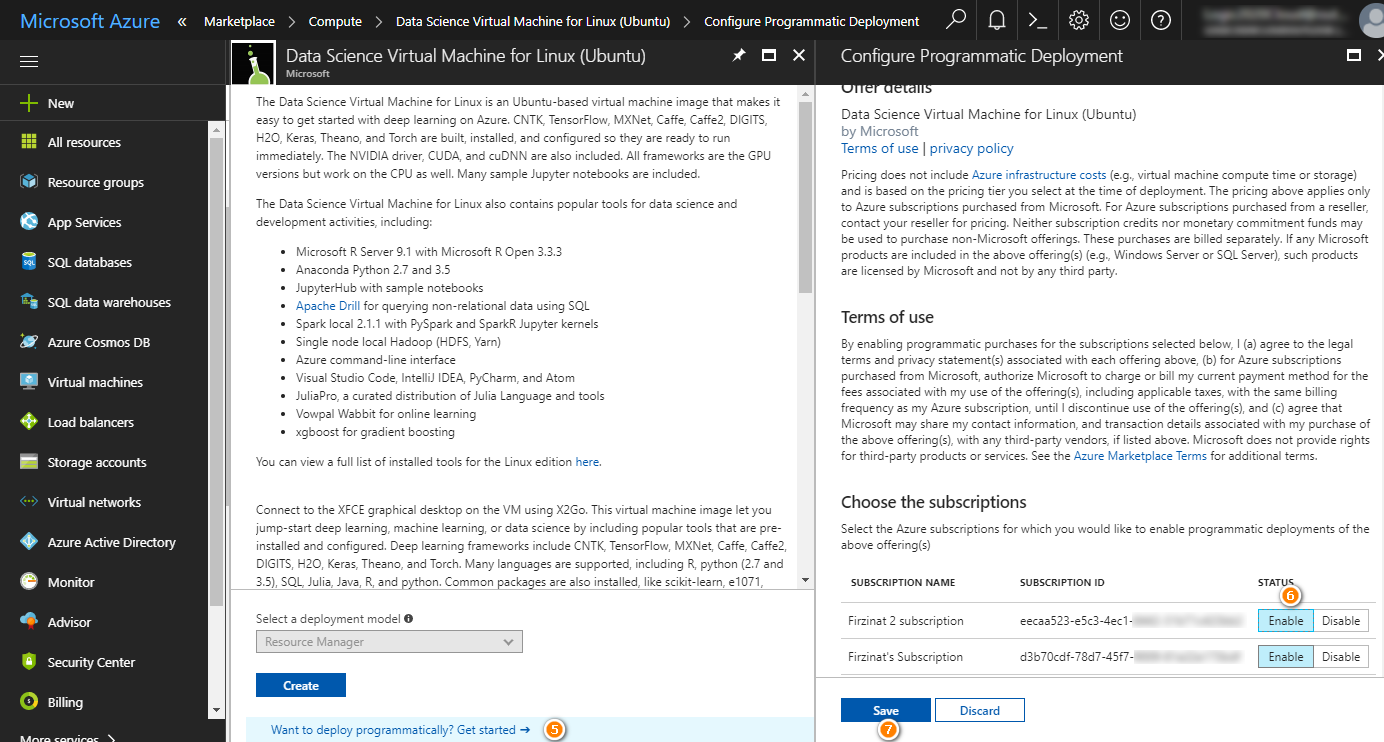 Microsoft Azure « Marketplace > Compute > Data Science Virtual Machine for Linux (Ubuntu) > Configure Programmatic Deployment
New
All resources
Resource groups
App Services
SQL databases
SQL data warehouses
Azure Cosmos DB
Virtual machines
Load balancers
Storage accounts
Virtual networks
Azure Active Directory
Monitor
Advisor
Security Center
Billing
More services >
Data Science Virtual Machine for Linux (Ubuntu)
Microsoft
The Data Science Virtual Machine for Linux is an Ubuntu-based virtual machine image that makes it
easy to get started with deep learning on Azure. CNTK, TensorFlow, MXNet, Caffe, Caffe2, DIGITS,
H2O, Keras, Theano, and Torch are built, installed, and configured so they are ready to run
immediately. The NVIDIA driver, CUDA, and cuDNN are also included. All frameworks are the GPU
versions but work on the CPU as well. Many sample Jupyter notebooks are included.
The Data Science Virtual Machine for Linux also contains popular tools for data science and
development activities, including:
• Microsoft R Server 9.1 with Microsoft R Open 3.3.3
• Anaconda Python 2.7 and 3.5
• JupyterHub with sample notebooks
• Apache Drill for querying non-relational data using SQL
• Spark local 2.1.1 with PySpark and SparkR Jupyter kernels
• Single node local Hadoop (HDFS, Yarn)
• Azure command-line interface
• Visual Studio Code, IntelliJ IDEA, PyCharm, and Atom
• JuliaPro, a curated distribution of Julia Language and tools
• Vowpal Wabbit for online learning
• xgboost for gradient boosting
You can view a full list of installed tools for the Linux edition here.
Connect to the XFCE graphical desktop on the VM using X2Go. This virtual machine image let you
jump-start deep learning, machine learning, or data science by including popular tools that are pre-
installed and configured. Deep learning frameworks include CNTK, TensorFlow, MXNet, Caffe, Caffe2,
DIGITS, H2O, Keras, Theano, and Torch. Many languages are supported, including R, python (2.7 and
3.5), SQL, Julia, Java, R, and python. Common packages are also installed, like scikit-learn, e1071,
Select a deployment model
Resource Manager
Create
Want to deploy programmatically? Get started → 5
Configure Programmatic Deployment
Offer details
Data Science Virtual Machine for Linux (Ubuntu)
by Microsoft
Terms of use | privacy policy
Pricing does not include Azure infrastructure costs (e.g., virtual machine compute time or storage)
and is based on the pricing tier you select at the time of deployment. The pricing above applies only
to Azure subscriptions purchased from Microsoft. For Azure subscriptions purchased from a reseller,
contact your reseller for pricing. Neither subscription credits nor monetary commitment funds may
be used to purchase non-Microsoft offerings. These purchases are billed separately. If any Microsoft
products are included in the above offering(s) (e.g., Windows Server or SQL Server), such products
are licensed by Microsoft and not by any third party.
Terms of use
By enabling programmatic purchases for the subscriptions selected below, I (a) agree to the legal
terms and privacy statement(s) associated with each offering above, (b) for Azure subscriptions
purchased from Microsoft, authorize Microsoft to charge or bill my current payment method for the
fees associated with my use of the offering(s), including applicable taxes, with the same billing
frequency as my Azure subscription, until I discontinue use of the offering(s), and (c) agree that
Microsoft may share my contact information, and transaction details associated with my purchase of
the above offering(s), with any third-party vendors, if listed above. Microsoft does not provide rights
for third-party products or services. See the Azure Marketplace Terms for additional terms.
Choose the subscriptions
Select the Azure subscriptions for which you would like to enable programmatic deployments of the
above offering(s)
SUBSCRIPTION NAME SUBSCRIPTION ID STATUS
6
Firzinat 2 subscription eecaa523-e5c3-4ec1- Enable Disable
Firzinat's Subscription d3b70cdf-78d7-45f7- Enable Disable
Save Discard
7